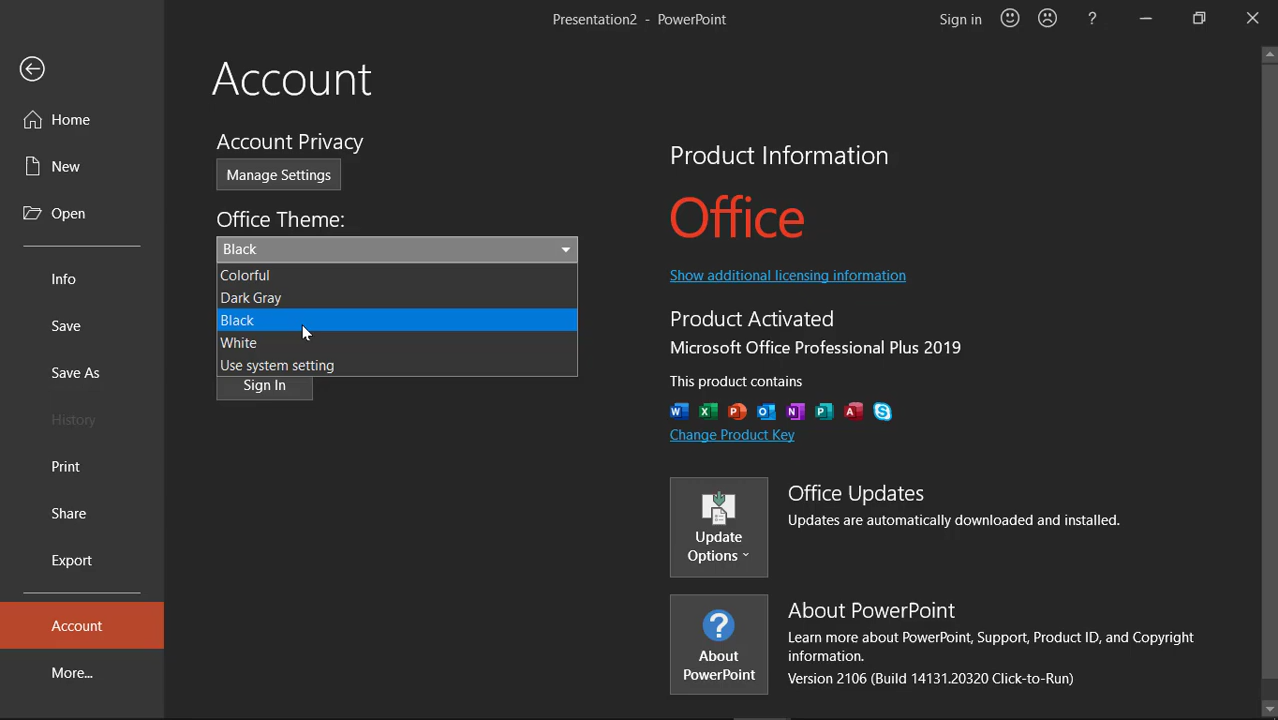 Presentation2 - PowerPoint
Sign in
?
Account
Home
New
Open
Info
Save
Save As
History
Print
Share
Export
Account
More...
Account Privacy
Manage Settings
Office Theme:
Black
Colorful
Dark Gray
Black
White
Use system setting
Sign In
Product Information
Office
Show additional licensing information
Product Activated
Microsoft Office Professional Plus 2019
This product contains
W X P O N P A S
Change Product Key
Update
Options
Office Updates
Updates are automatically downloaded and installed.
?
About
PowerPoint
About PowerPoint
Learn more about PowerPoint, Support, Product ID, and Copyright
information.
Version 2106 (Build 14131.20320 Click-to-Run)